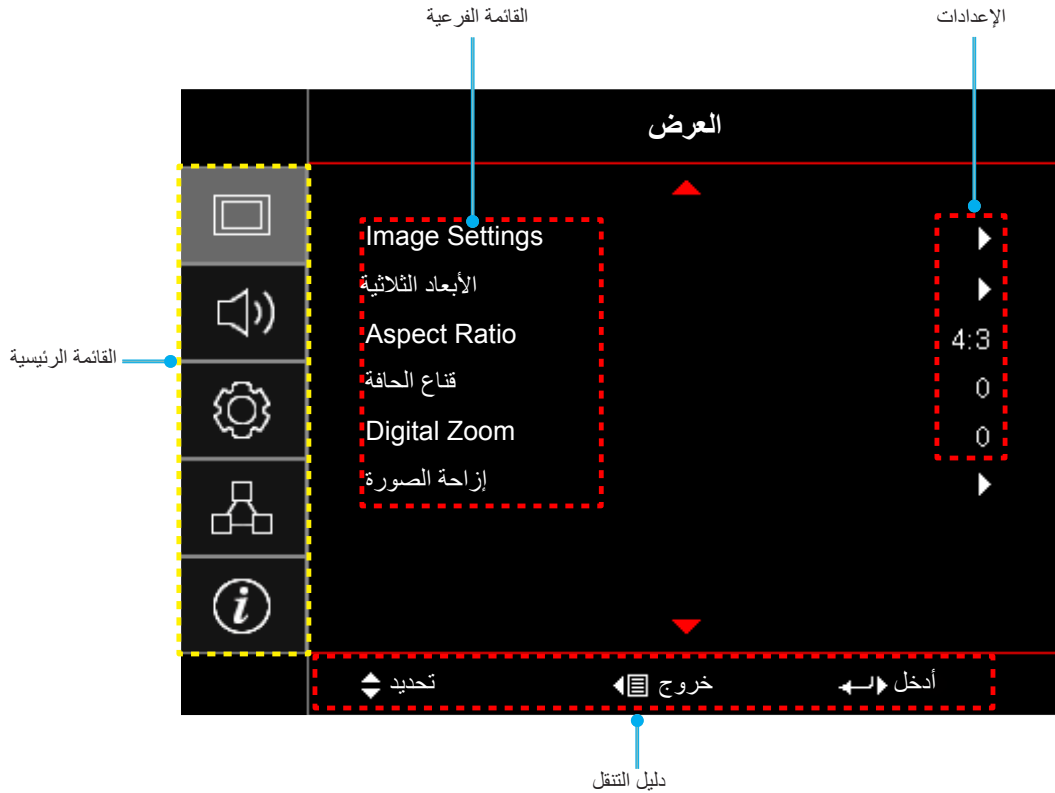 القائمة الفرعية
الإعدادات
العرض
Image Settings
الأبعاد الثلاثية
Aspect Ratio
4:3
قناع الحافة
0
Digital Zoom
0
إزاحة الصورة
القائمة الرئيسية
i
تحديد
خروج
أدخل
دليل التنقل